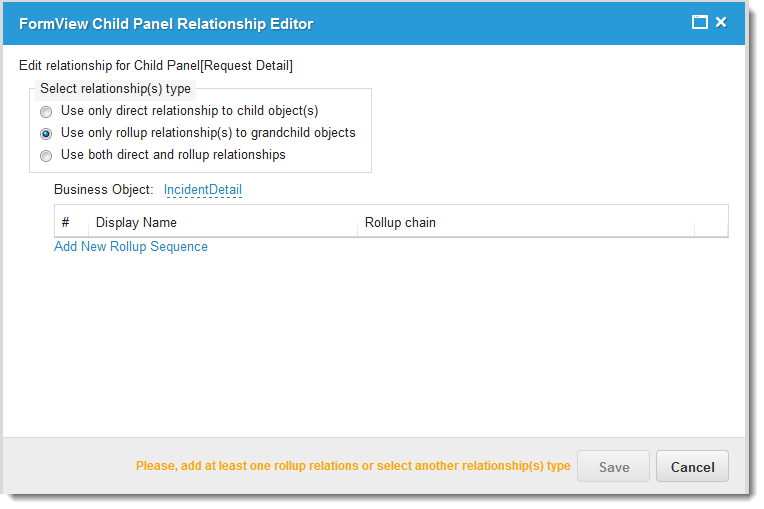 FormView Child Panel Relationship Editor
Edit relationship for Child Panel[Request Detail]
Select relationship(s) type
Use only direct relationship to child object(s)
Use only rollup relationship(s) to grandchild objects
Use both direct and rollup relationships
Business Object: IncidentDetail
# Display Name Rollup chain
Add New Rollup Sequence
Please, add at least one rollup relations or select another relationship(s) type Save Cancel